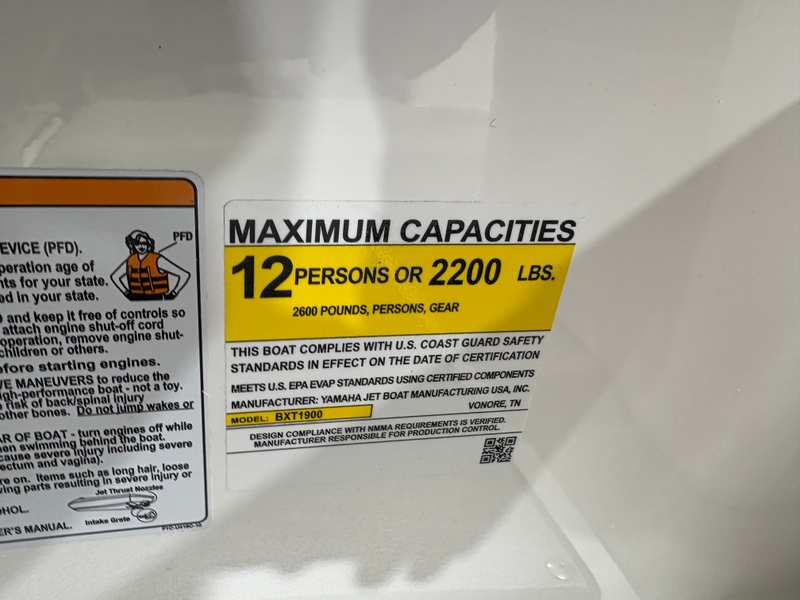 EVICE (PFD).
PFD
peration age of
nts for your state.
ed in your state.
and keep it free of controls so
attach engine shut-off cord
operation, remove engine shut-
children or others.
efore starting engines.
VE MANEUVERS to reduce the
igh-performance boat - not a toy.
risk of back/spinal injury
other bones. Do not jump wakes or
AR OF BOAT - turn engines off while
hen swimming behind the boat.
cause severe injury including severe
ectum and vagina).
re on. Items such as long hair, loose
ving parts resulting in severe injury or
Jet Thrust Nozzles
OHOL.
Intake Grate
ER'S MANUAL.
MAXIMUM CAPACITIES
12 PERSONS OR 2200 LBS.
2600 POUNDS, PERSONS, GEAR
THIS BOAT COMPLIES WITH U.S. COAST GUARD SAFETY
STANDARDS IN EFFECT ON THE DATE OF CERTIFICATION
MEETS U.S. EPA EVAP STANDARDS USING CERTIFIED COMPONENTS
MANUFACTURER: YAMAHA JET BOAT MANUFACTURING USA, INC.
MODEL: BXT1900
VONORE, TN
DESIGN COMPLIANCE WITH NMMA REQUIREMENTS IS VERIFIED.
MANUFACTURER RESPONSIBLE FOR PRODUCTION CONTROL.